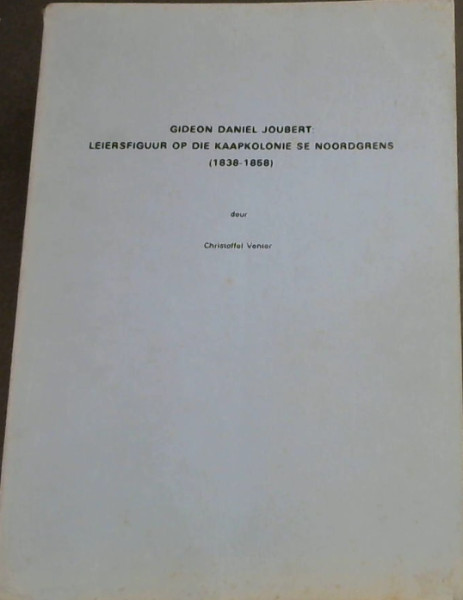 GIDEON DANIEL JOUBERT:
LEIERSFIGUUR OP DIE KAAPKOLONIE SE NOORDGRENS
(1838-1858)
deur
Christoffel Venter